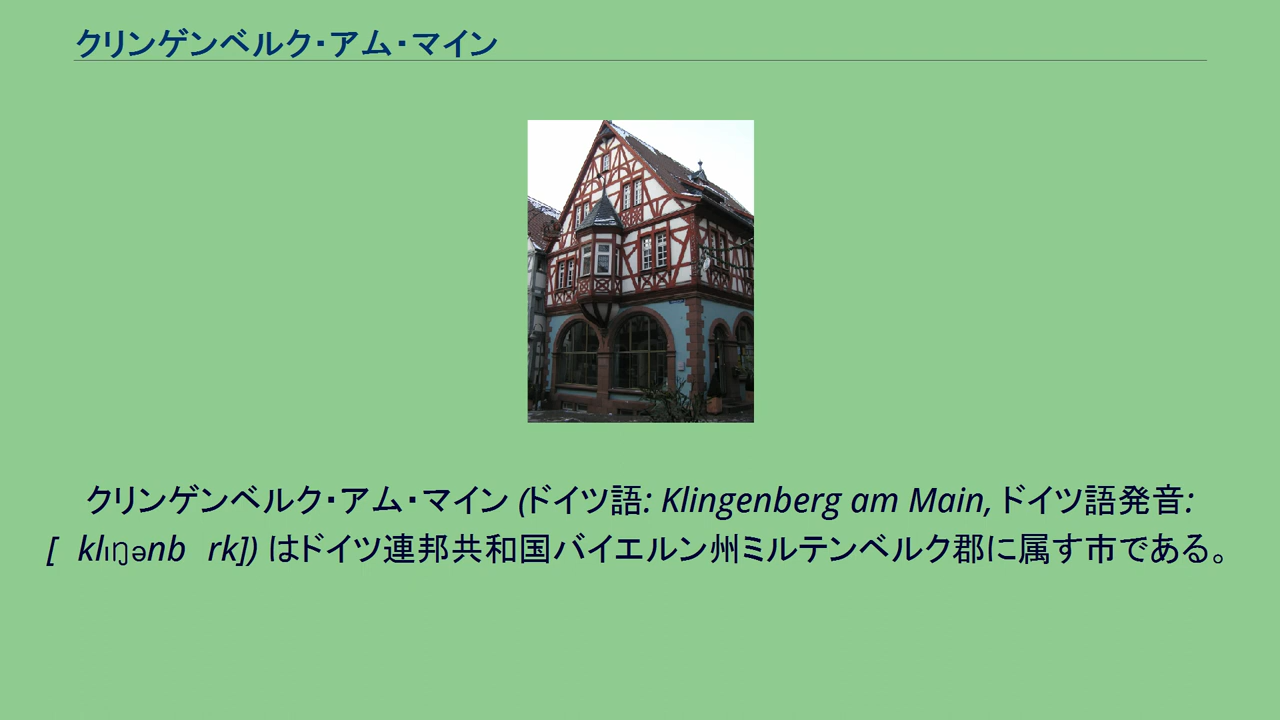 クリンゲンベルク・アム・マイン
クリンゲンベルク・アム・マイン (ドイツ語: Klingenberg am Main, ドイツ語発音:
[ klɪŋənb rk]) はドイツ連邦共和国バイエルン州ミルテンベルク郡に属す市である。